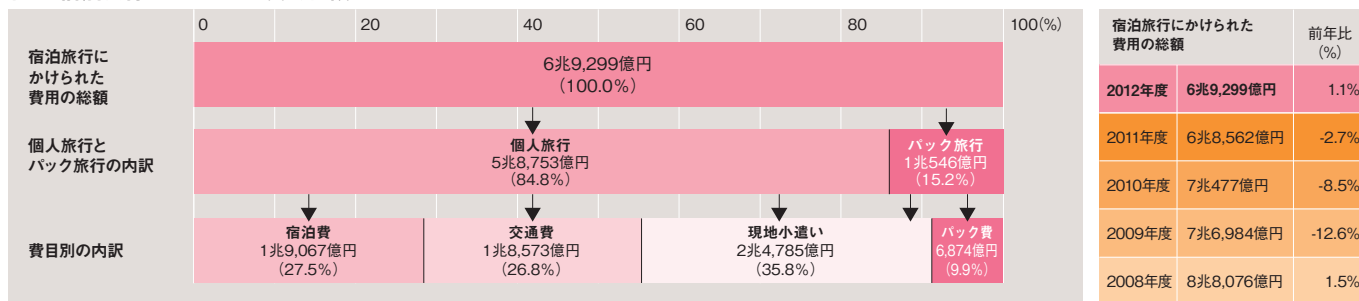 0 20 40 60 80 100(%)
宿泊旅行に
かけられた
費用の総額
6兆9,299億円
(100.0%)
個人旅行と
パック旅行の内訳
個人旅行
5兆8,753億円
(84.8%)
パック旅行
1兆546億円
(15.2%)
費目別の内訳
宿泊費
1兆9,067億円
(27.5%)
交通費
1兆8,573億円
(26.8%)
現地小遣い
2兆4,785億円
(35.8%)
パック費
6,874億円
(9.9%)
宿泊旅行にかけられた
費用の総額
前年比
(%)
2012年度 6兆9,299億円 1.1%
2011年度 6兆8,562億円 -2.7%
2010年度 7兆477億円 -8.5%
2009年度 7兆6,984億円 -12.6%
2008年度 8兆8,076億円 1.5%